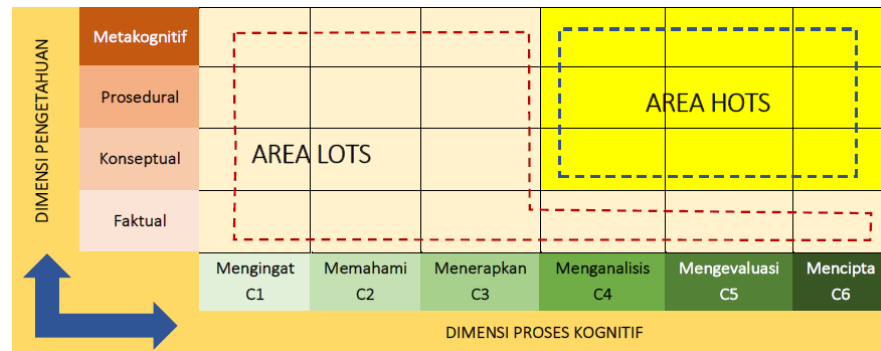 DIMENSI PENGETAHUAN
Metakognitif
Prosedural
AREA HOTS
Konseptual
AREA LOTS
Faktual
Mengingat
C1
Memahami
C2
Menerapkan
C3
Menganalisis
C4
Mengevaluasi
C5
Mencipta
C6
DIMENSI PROSES KOGNITIF